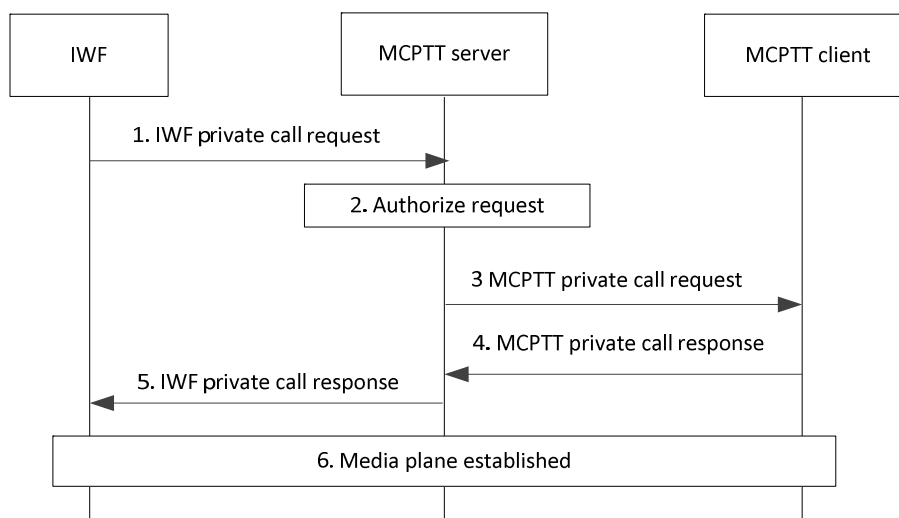 IWF
MCPTT server
MCPTT client
1. IWF private call request
2. Authorize request
3 MCPTT private call request
4. MCPTT private call response
5. IWF private call response
6. Media plane established